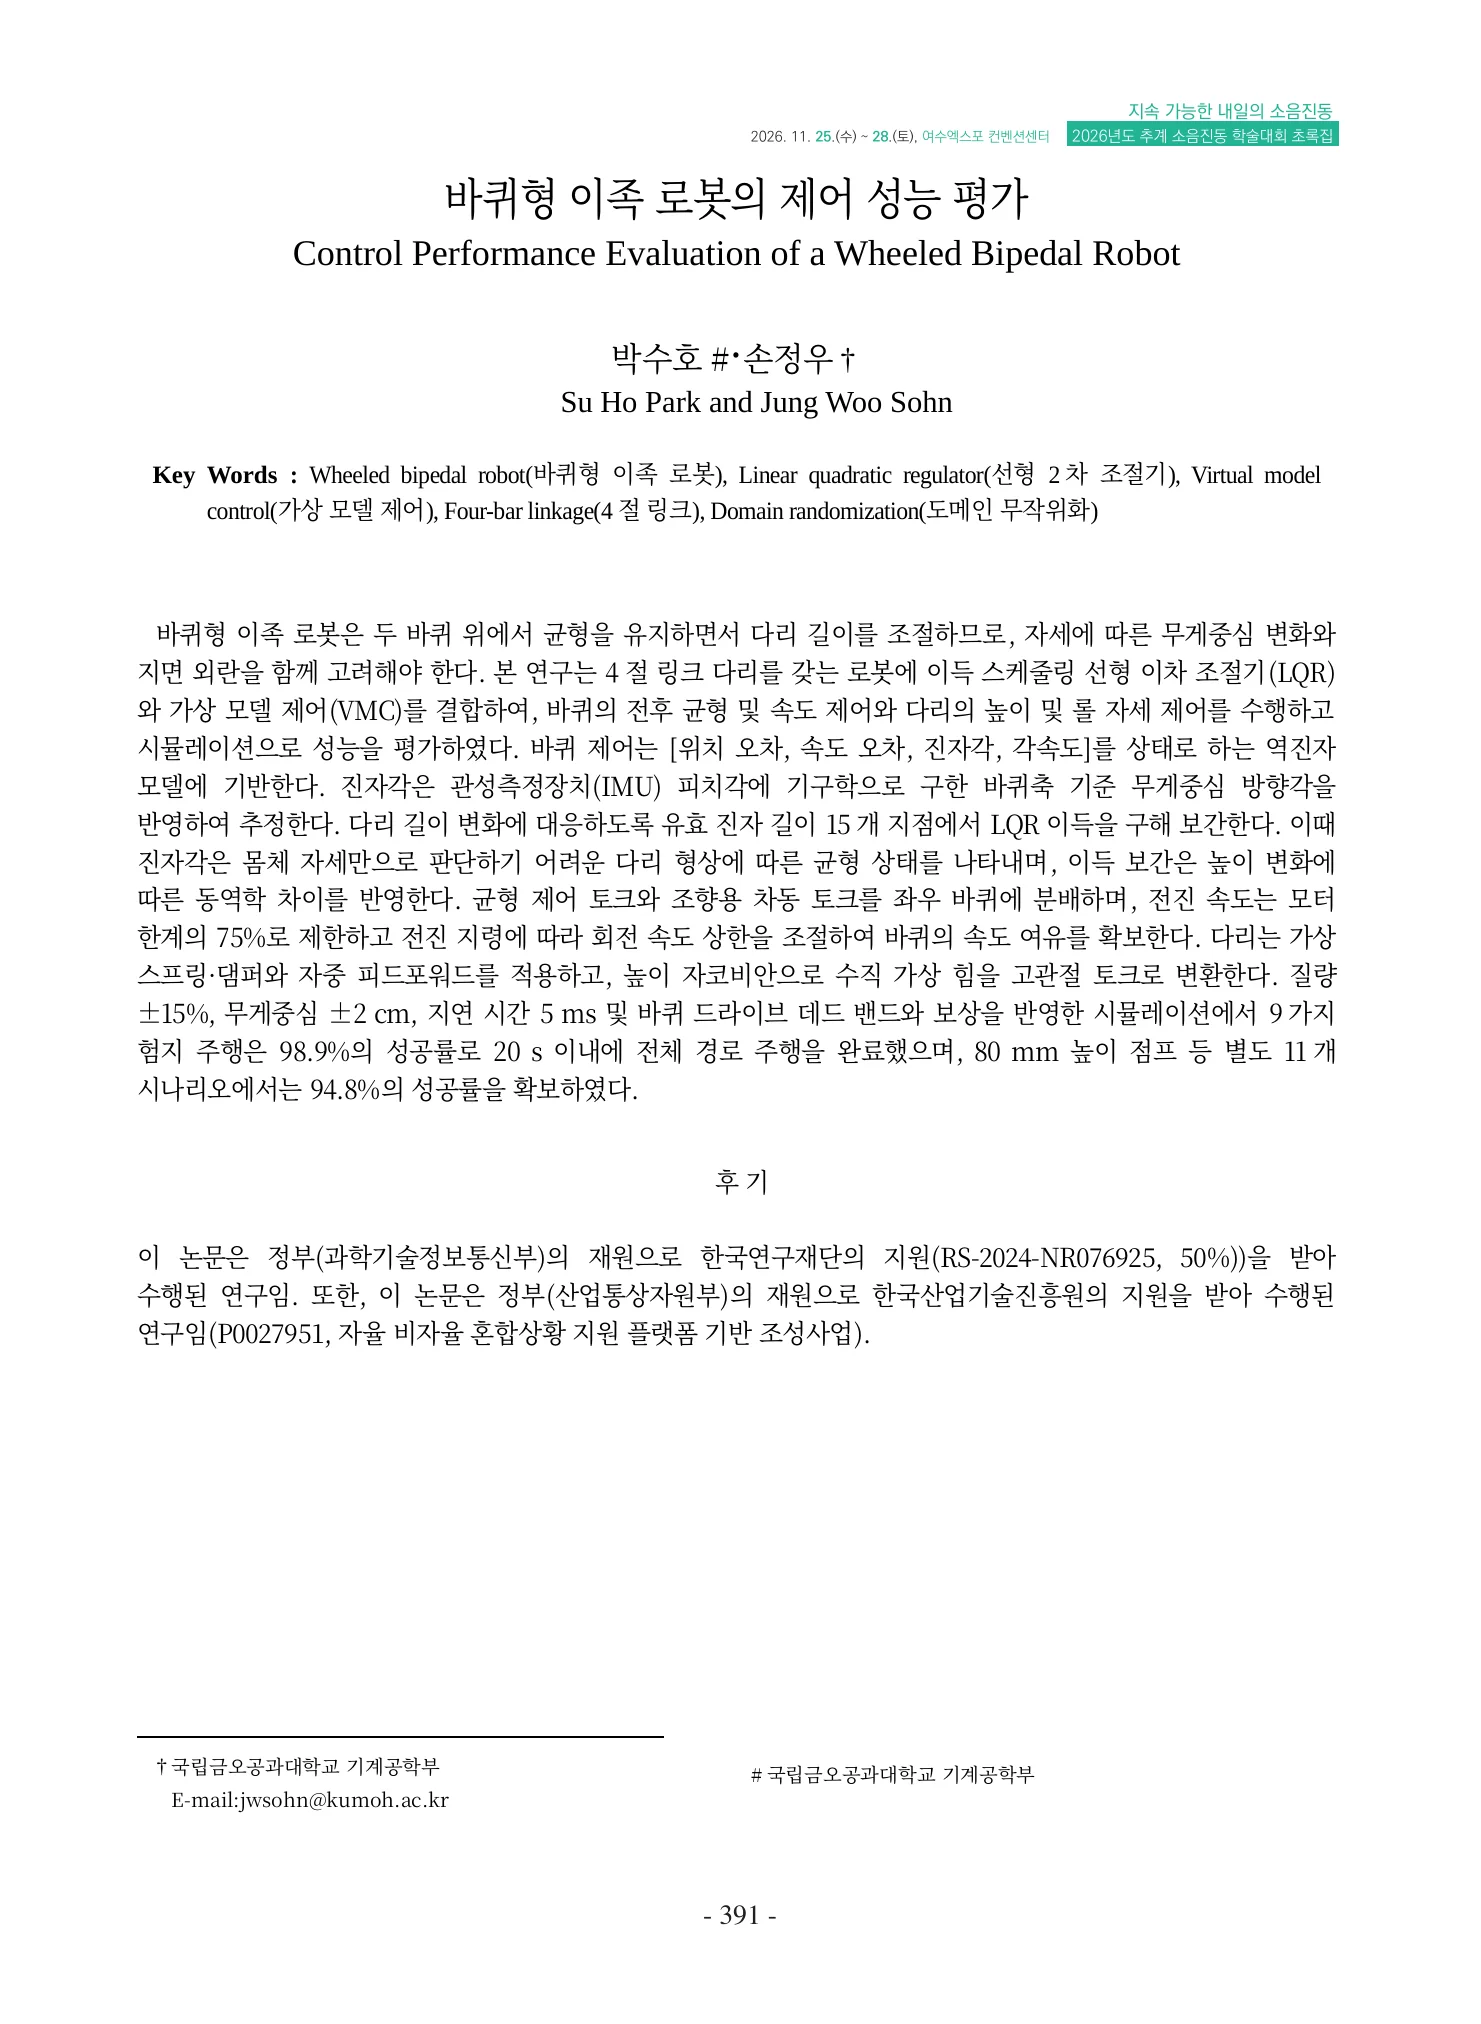 지속 가능한 내일의 소음진동
2026. 11. 25.(수) ~ 28.(토), 여수엑스포 컨벤션센터 2026년도 추계 소음진동 학술대회 초록집
바퀴형 이족 로봇의 제어 성능 평가
Control Performance Evaluation of a Wheeled Bipedal Robot
박수호 #·손정우 †
Su Ho Park and Jung Woo Sohn
Key Words : Wheeled bipedal robot(바퀴형 이족 로봇), Linear quadratic regulator(선형 2 차 조절기), Virtual model
control(가상 모델 제어), Four-bar linkage(4 절 링크), Domain randomization(도메인 무작위화)
바퀴형 이족 로봇은 두 바퀴 위에서 균형을 유지하면서 다리 길이를 조절하므로, 자세에 따른 무게중심 변화와
지면 외란을 함께 고려해야 한다. 본 연구는 4 절 링크 다리를 갖는 로봇에 이득 스케줄링 선형 이차 조절기(LQR)
와 가상 모델 제어(VMC)를 결합하여, 바퀴의 전후 균형 및 속도 제어와 다리의 높이 및 롤 자세 제어를 수행하고
시뮬레이션으로 성능을 평가하였다. 바퀴 제어는 [위치 오차, 속도 오차, 진자각, 각속도]를 상태로 하는 역진자
모델에 기반한다. 진자각은 관성측정장치(IMU) 피치각에 기구학으로 구한 바퀴축 기준 무게중심 방향각을
반영하여 추정한다. 다리 길이 변화에 대응하도록 유효 진자 길이 15 개 지점에서 LQR 이득을 구해 보간한다. 이때
진자각은 몸체 자세만으로 판단하기 어려운 다리 형상에 따른 균형 상태를 나타내며, 이득 보간은 높이 변화에
따른 동역학 차이를 반영한다. 균형 제어 토크와 조향용 차동 토크를 좌우 바퀴에 분배하며, 전진 속도는 모터
한계의 75%로 제한하고 전진 지령에 따라 회전 속도 상한을 조절하여 바퀴의 속도 여유를 확보한다. 다리는 가상
스프링·댐퍼와 자중 피드포워드를 적용하고, 높이 자코비안으로 수직 가상 힘을 고관절 토크로 변환한다. 질량
±15%, 무게중심 ±2 cm, 지연 시간 5 ms 및 바퀴 드라이브 데드 밴드와 보상을 반영한 시뮬레이션에서 9 가지
험지 주행은 98.9%의 성공률로 20 s 이내에 전체 경로 주행을 완료했으며, 80 mm 높이 점프 등 별도 11 개
시나리오에서는 94.8%의 성공률을 확보하였다.
후 기
이 논문은 정부(과학기술정보통신부)의 재원으로 한국연구재단의 지원(RS-2024-NR076925, 50%))을 받아
수행된 연구임. 또한, 이 논문은 정부(산업통상자원부)의 재원으로 한국산업기술진흥원의 지원을 받아 수행된
연구임(P0027951, 자율 비자율 혼합상황 지원 플랫폼 기반 조성사업).
† 국립금오공과대학교 기계공학부
E-mail:jwsohn@kumoh.ac.kr
# 국립금오공과대학교 기계공학부
- 391 -